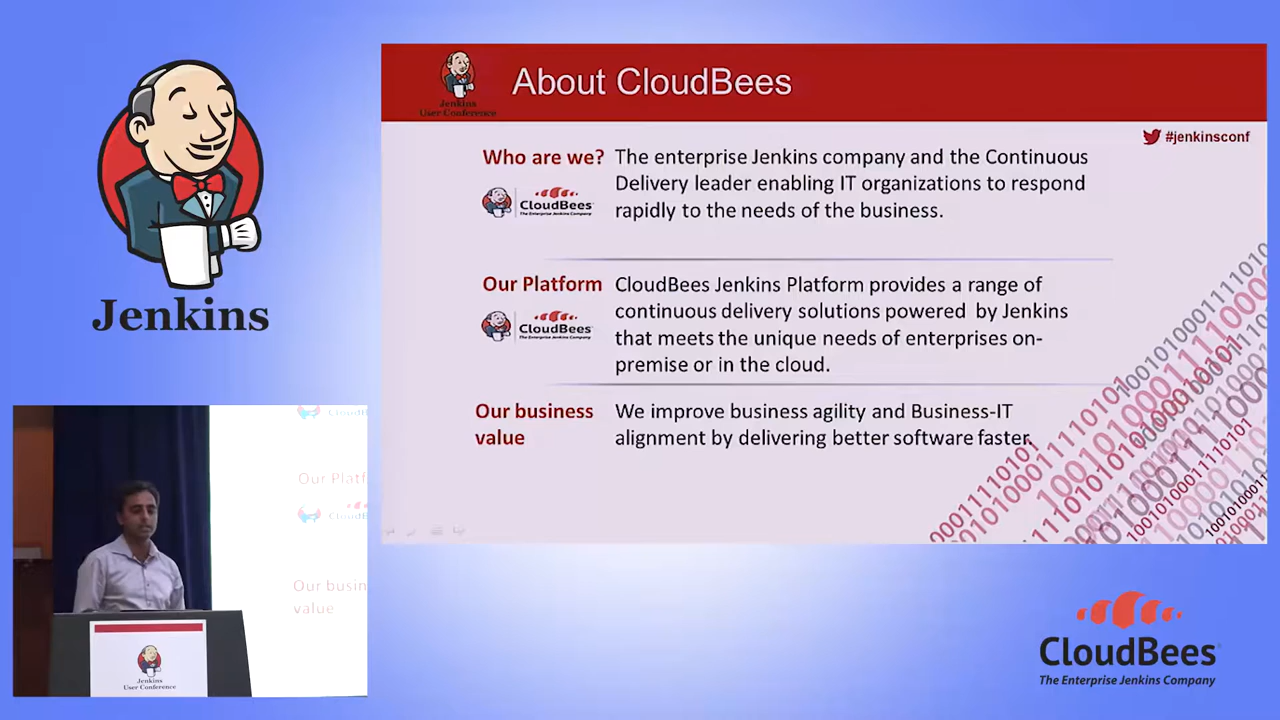 Jenkins
Jenkins
User Conference
About CloudBees
#jenkinsconf
Who are we?
The enterprise Jenkins company and the Continuous
Delivery leader enabling IT organizations to respond
rapidly to the needs of the business.
CloudBees
The Enterprise Jenkins Company
Our Platform
CloudBees Jenkins Platform provides a range of
continuous delivery solutions powered by Jenkins
that meets the unique needs of enterprises on-
premise or in the cloud.
CloudBees
The Enterprise Jenkins Company
Our business
value
We improve business agility and Business-IT
alignment by delivering better software faster.
Our Platf
CloudB
Our busin
value
Jenkins
User Conference
CloudBees
The Enterprise Jenkins Company